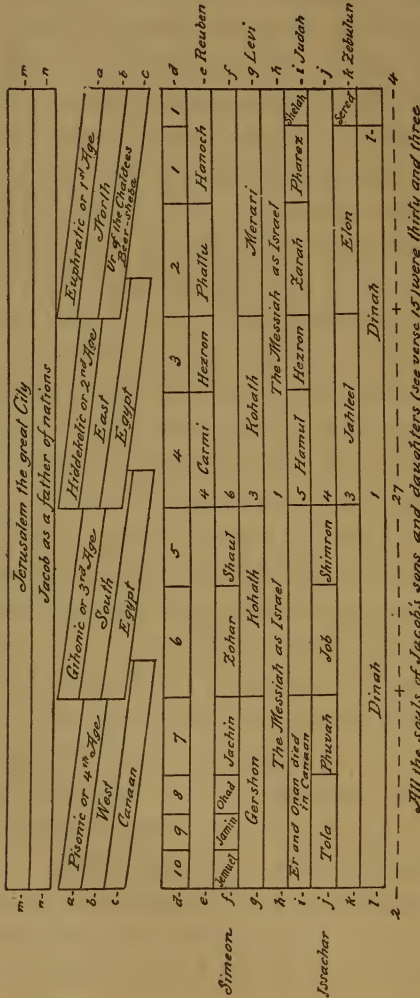 m- Jerusalem the great City -m
n- Jacob as a father of nations -n
a- Pisonic or 4th Age Gihonic or 3rd Age Hiddekelic or 2nd Age Euphratic or 1st Age -a
b- West South East North -b
c- Canaan Egypt Egypt Ur of the Chaldees -c
Beer-sheba
d- 10 9 8 7 6 5 4 3 2 1 1 -d
e- 4 Carmi Hezron Phallu Hanoch -e Reuben
Simeon f- Jemuel Jamin Ohad Jachin Zohar Shaul 6 -f
g- Gershon Kohath 3 Kohath Merari -g Levi
h- The Messiah as Israel 1 The Messiah as Israel -h
i- Er and Onan died 5 Hamul Hezron Zarah Pharez Shelah -i Judah
in Canaan
Issachar j- Tola Phuvah Job Shimron 4 -j
k- 3 Jahleel Elon Sered -k Zebulun
l- Dinah 1 Dinah l-
2 - - - - - + - - - - - 27 - - - - - + - - - - - 4
All the souls of Jacob's sons and daughters (see verse 15) were thirty and three